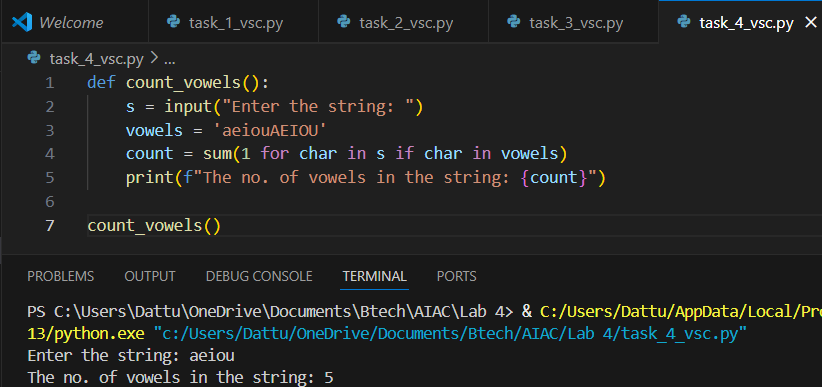 Welcome task_1_vsc.py task_2_vsc.py task_3_vsc.py task_4_vsc.py
task_4_vsc.py > ...
1 def count_vowels():
2     s = input("Enter the string: ")
3     vowels = 'aeiouAEIOU'
4     count = sum(1 for char in s if char in vowels)
5     print(f"The no. of vowels in the string: {count}")
6
7 count_vowels()
PROBLEMS OUTPUT DEBUG CONSOLE TERMINAL PORTS
PS C:\Users\Dattu\OneDrive\Documents\Btech\AIAC\Lab 4> & C:/Users/Dattu/AppData/Local/Pro
13/python.exe "c:/Users/Dattu/OneDrive/Documents/Btech/AIAC/Lab 4/task_4_vsc.py"
Enter the string: aeiou
The no. of vowels in the string: 5